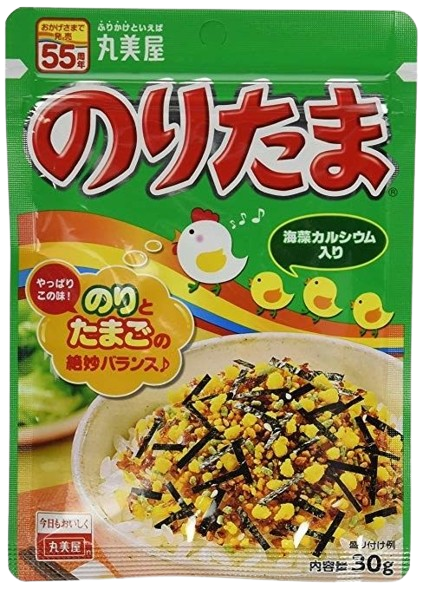 おかげさまで
発売
55周年
ふりかけといえば
丸美屋
のりたま
®
海藻カルシウム
入り
やっぱり
この味!
のりと
たまごの
絶妙バランス♪
今日もおいしく
丸美屋
盛り付け例
内容量 30g